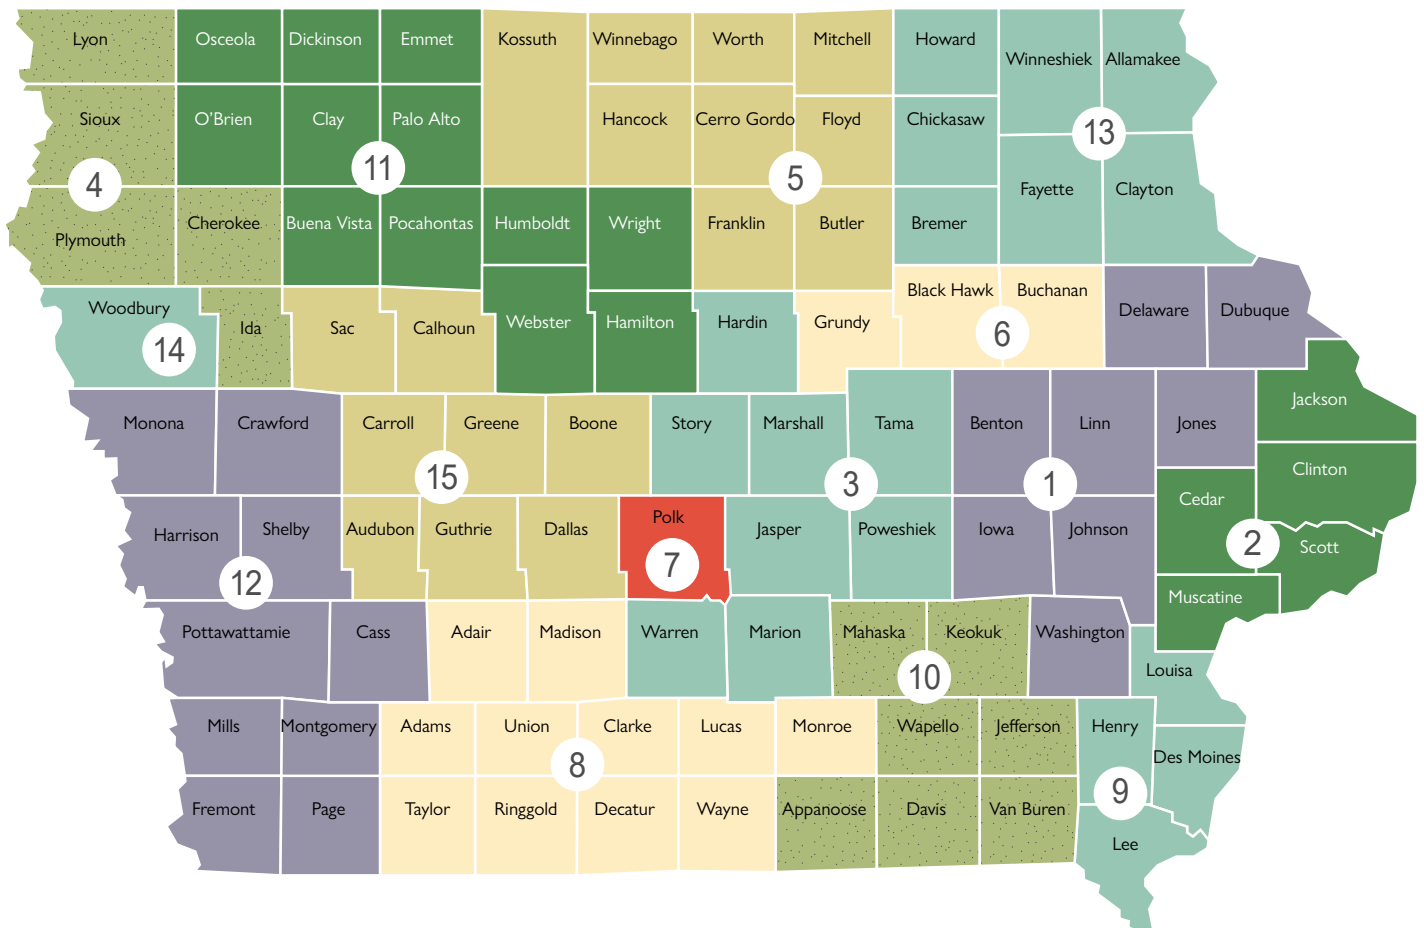 Lyon
Osceola
Dickinson
Emmet
Kossuth
Winnebago
Worth
Mitchell
Howard
Winneshiek
Allamakee
Sioux
O'Brien
Clay
Palo Alto
Hancock
Cerro Gordo
Floyd
Chickasaw
13
11
5
4
Fayette
Clayton
Plymouth
Cherokee
Buena Vista
Pocahontas
Humboldt
Wright
Franklin
Butler
Bremer
Woodbury
Ida
Sac
Calhoun
Webster
Hamilton
Hardin
Grundy
Black Hawk
Buchanan
Delaware
Dubuque
14
6
Monona
Crawford
Carroll
Greene
Boone
Story
Marshall
Tama
Benton
Linn
Jones
Jackson
Clinton
15
3
1
Cedar
Harrison
Shelby
Audubon
Guthrie
Dallas
Polk
Jasper
Poweshiek
Iowa
Johnson
2
Scott
12
7
Muscatine
Pottawattamie
Cass
Adair
Madison
Warren
Marion
Mahaska
Keokuk
Washington
Louisa
10
Mills
Montgomery
Adams
Union
Clarke
Lucas
Monroe
Wapello
Jefferson
Henry
Des Moines
8
9
Fremont
Page
Taylor
Ringgold
Decatur
Wayne
Appanoose
Davis
Van Buren
Lee